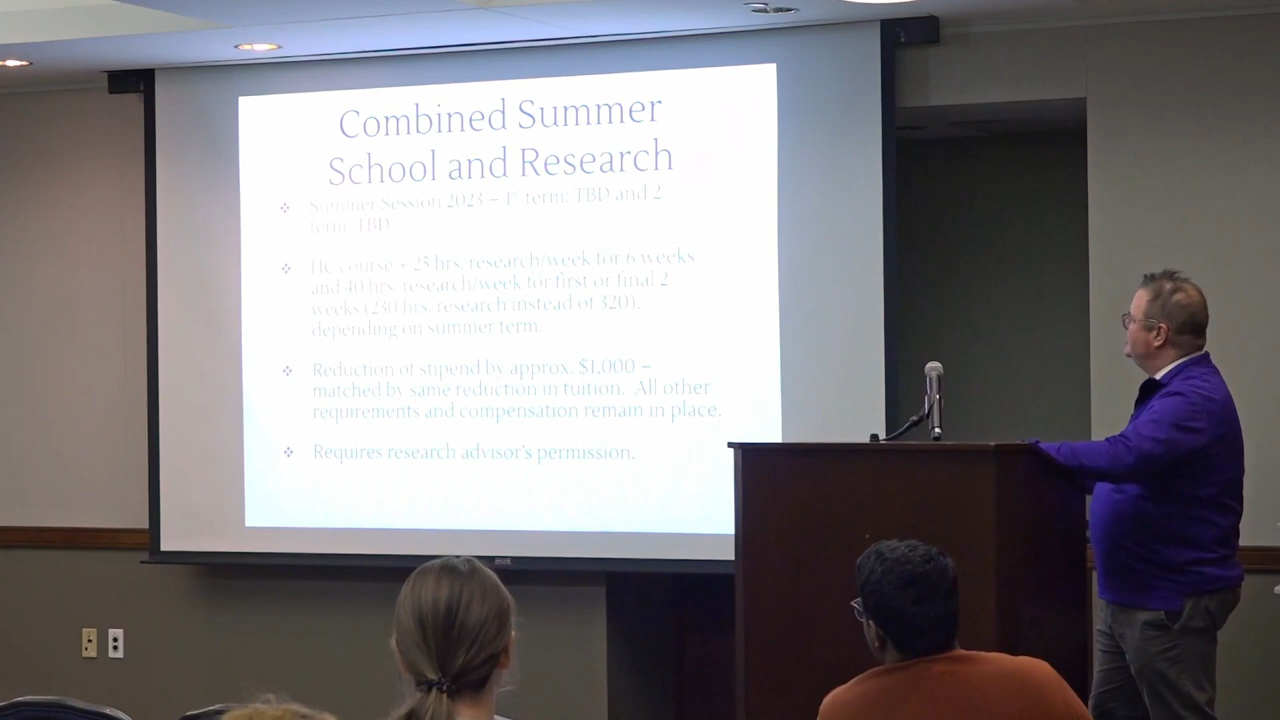 Combined Summer
School and Research
Summer Session 2023 – 1st term: TBD and 2
term: TBD
HC course + 25 hrs. research/week for 6 weeks
and 40 hrs. research/week for first or final 2
weeks (230 hrs. research instead of 320),
depending on summer term.
Reduction of stipend by approx. $1,000 –
matched by same reduction in tuition. All other
requirements and compensation remain in place.
Requires research advisor's permission.